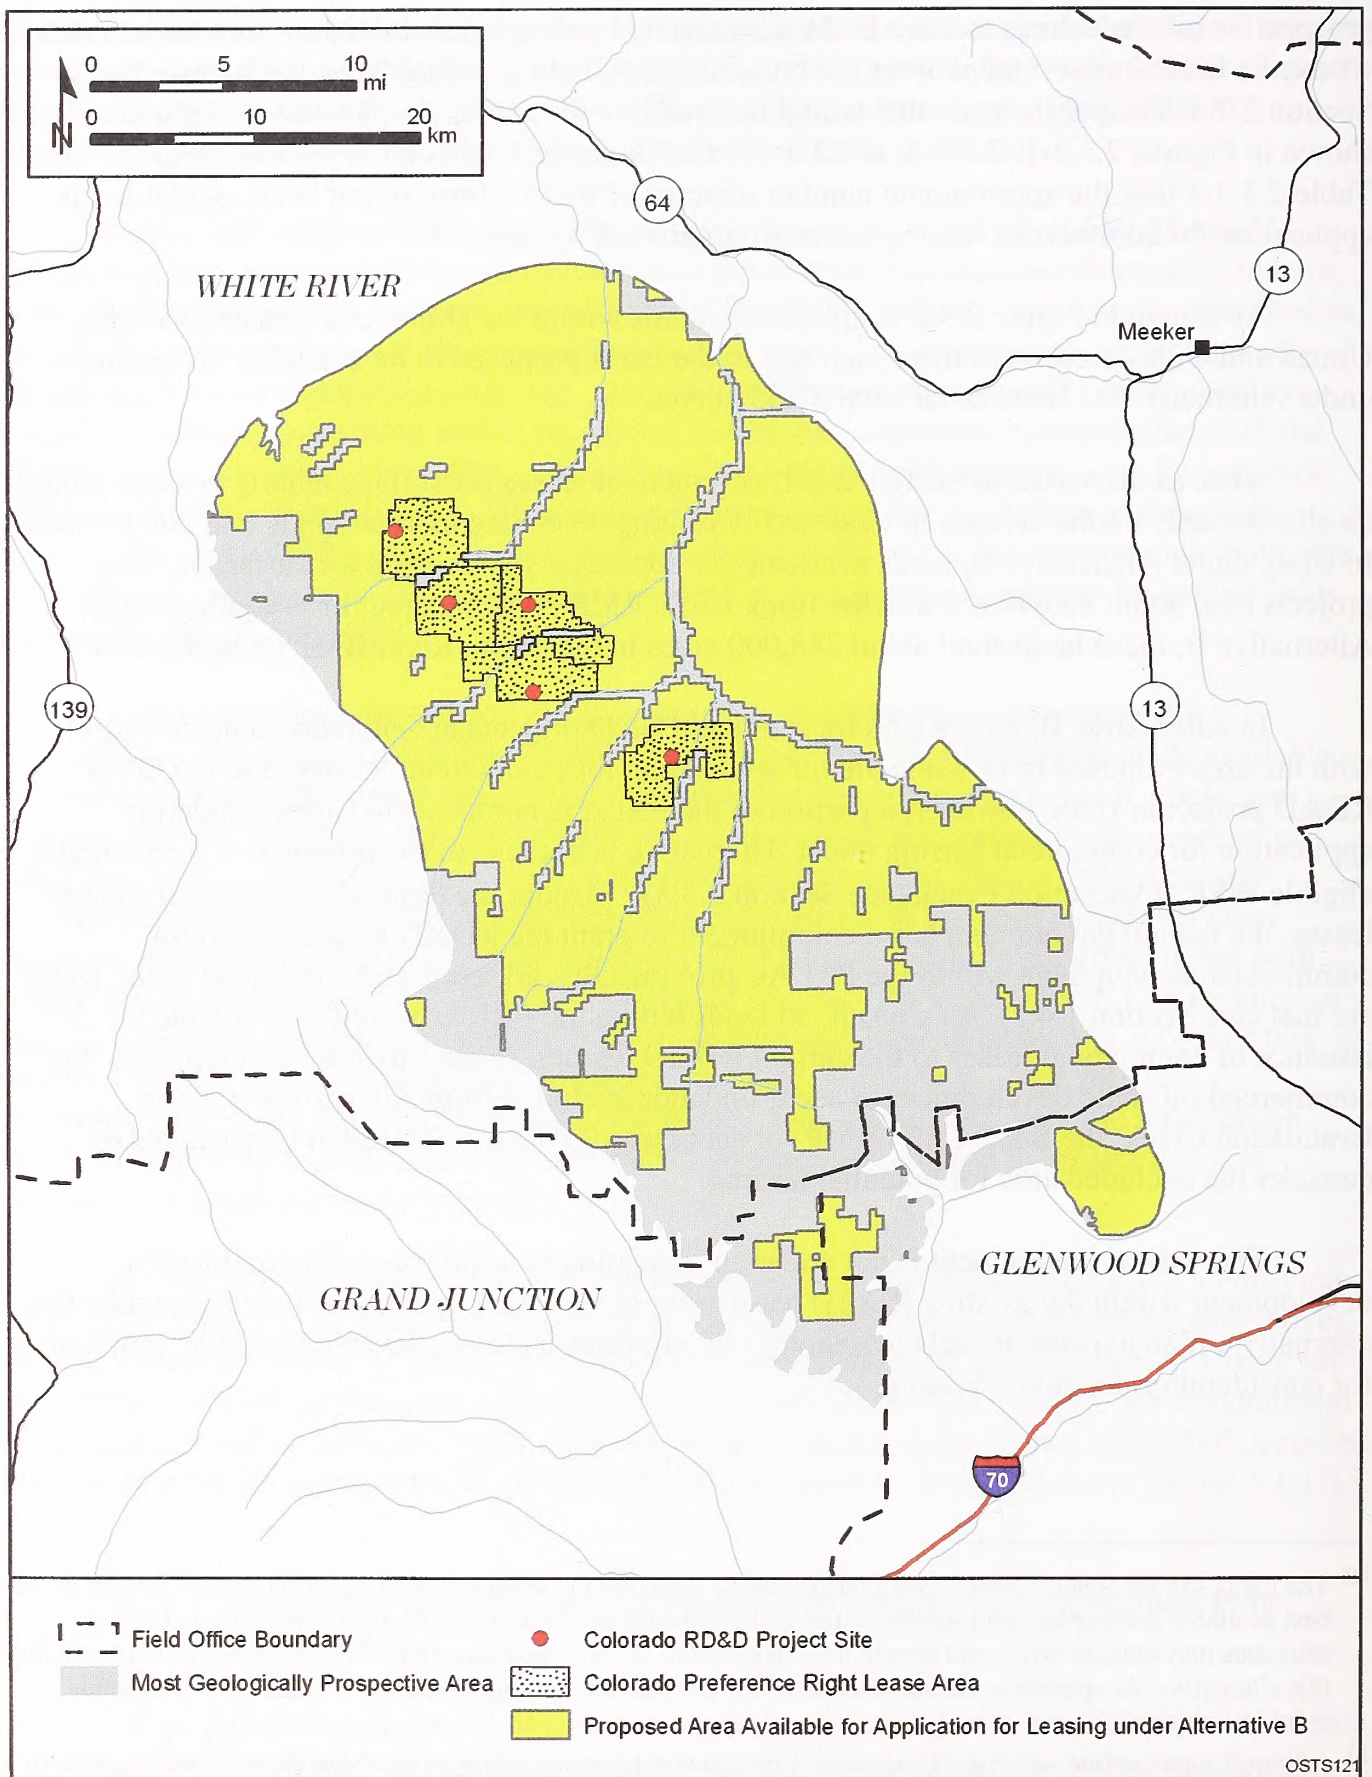 0 5 10
mi
0 10 20
km
N
64
13
WHITE RIVER
Meeker
139
13
GLENWOOD SPRINGS
GRAND JUNCTION
70
Field Office Boundary
Colorado RD&D Project Site
Most Geologically Prospective Area
Colorado Preference Right Lease Area
Proposed Area Available for Application for Leasing under Alternative B
OSTS121